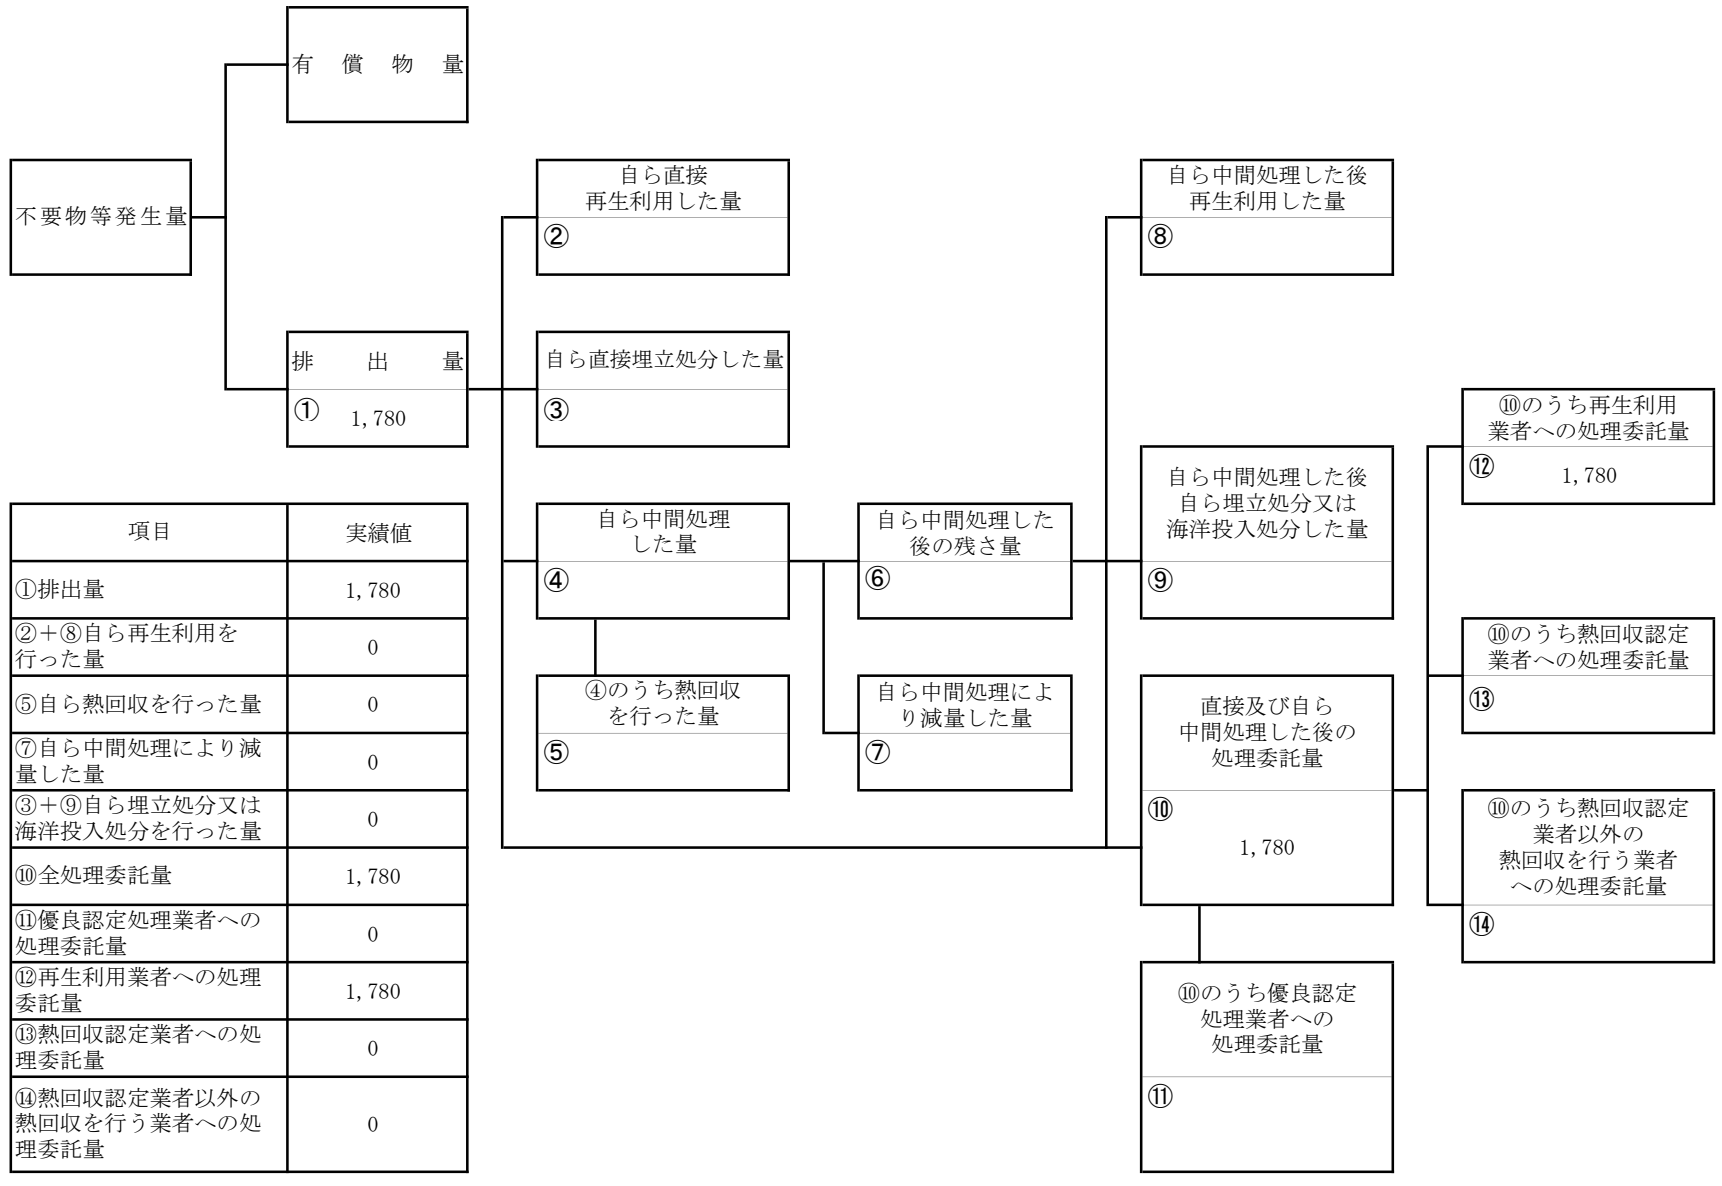 有償物量
不要物等発生量
排出量
①
1,780
自ら直接
再生利用した量
②
自ら直接埋立処分した量
③
自ら中間処理
した量
④
④のうち熱回収
を行った量
⑤
自ら中間処理した
後の残さ量
⑥
自ら中間処理によ
り減量した量
⑦
自ら中間処理した後
再生利用した量
⑧
自ら中間処理した後
自ら埋立処分又は
海洋投入処分した量
⑨
直接及び自ら
中間処理した後の
処理委託量
⑩
1,780
⑩のうち優良認定
処理業者への
処理委託量
⑪
⑩のうち再生利用
業者への処理委託量
⑫
1,780
⑩のうち熱回収認定
業者への処理委託量
⑬
⑩のうち熱回収認定
業者以外の
熱回収を行う業者
への処理委託量
⑭
項目 実績値
①排出量 1,780
②+⑧自ら再生利用を
行った量 0
⑤自ら熱回収を行った量 0
⑦自ら中間処理により減
量した量 0
③+⑨自ら埋立処分又は
海洋投入処分を行った量 0
⑩全処理委託量 1,780
⑪優良認定処理業者への
処理委託量 0
⑫再生利用業者への処理
委託量 1,780
⑬熱回収認定業者への処
理委託量 0
⑭熱回収認定業者以外の
熱回収を行う業者への処
理委託量 0